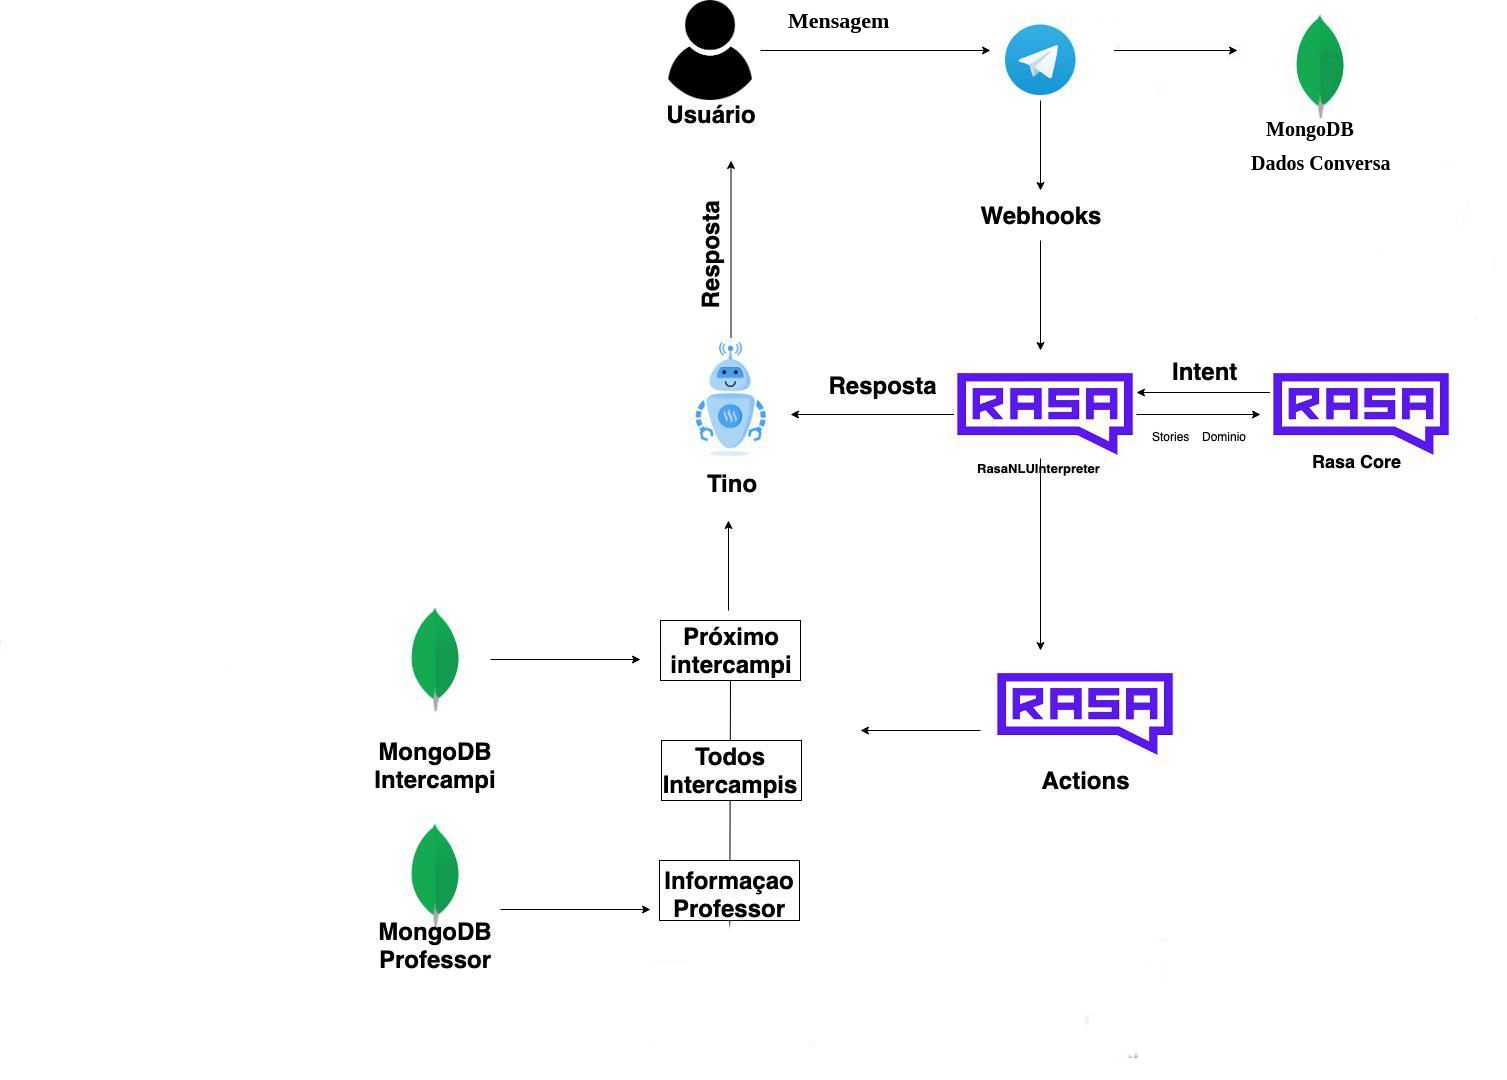 Mensagem
Usuário
MongoDB
Dados Conversa
Resposta
Webhooks
Resposta
Intent
RASA
RASA
Stories Dominio
RasaNLUInterpreter
Rasa Core
Tino
Próximo
intercampi
RASA
Actions
MongoDB
Intercampi
Todos
Intercampis
Informaçao
Professor
MongoDB
Professor